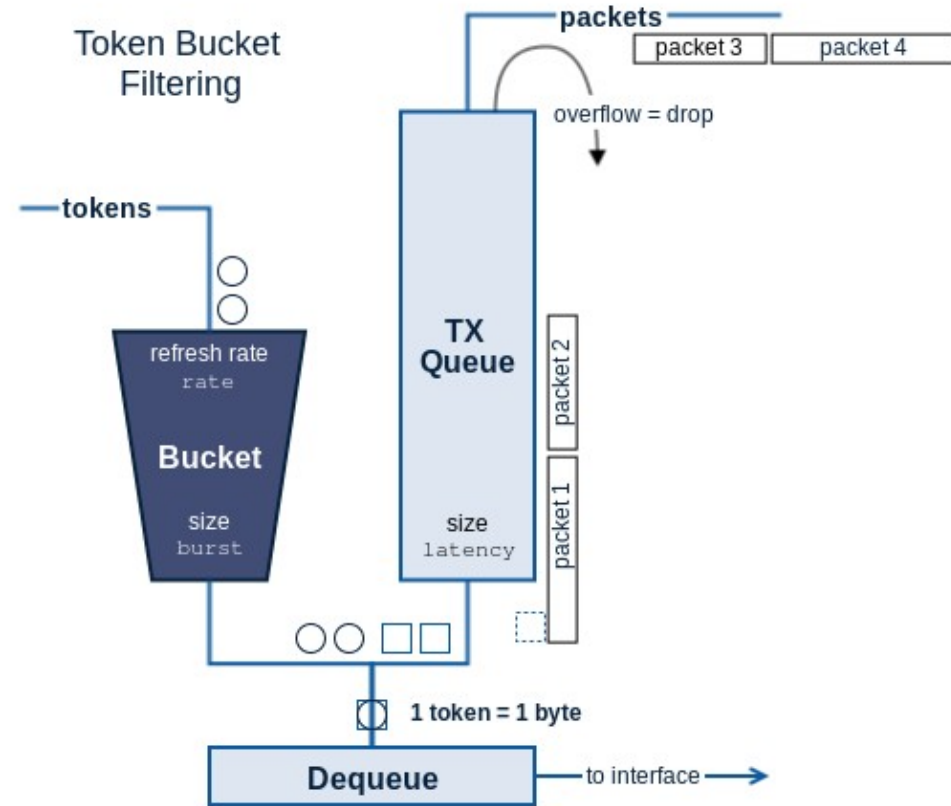 Token Bucket
Filtering
packets
packet 3
packet 4
overflow = drop
tokens
refresh rate
rate
Bucket
size
burst
TX
Queue
size
latency
packet 2
packet 1
1 token = 1 byte
Dequeue
to interface